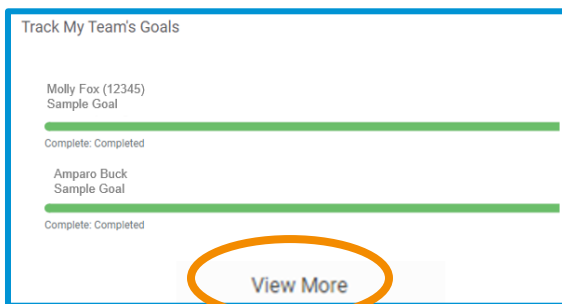 Track My Team's Goals
Molly Fox (12345)
Sample Goal
Complete: Completed
Amparo Buck
Sample Goal
Complete: Completed
View More